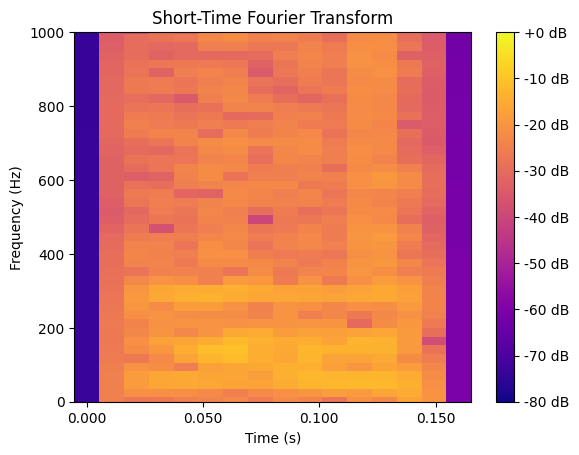 Short-Time Fourier Transform
1000
800
600
400
200
0
Frequency (Hz)
0.000
0.050
0.100
0.150
Time (s)
+0 dB
-10 dB
-20 dB
-30 dB
-40 dB
-50 dB
-60 dB
-70 dB
-80 dB